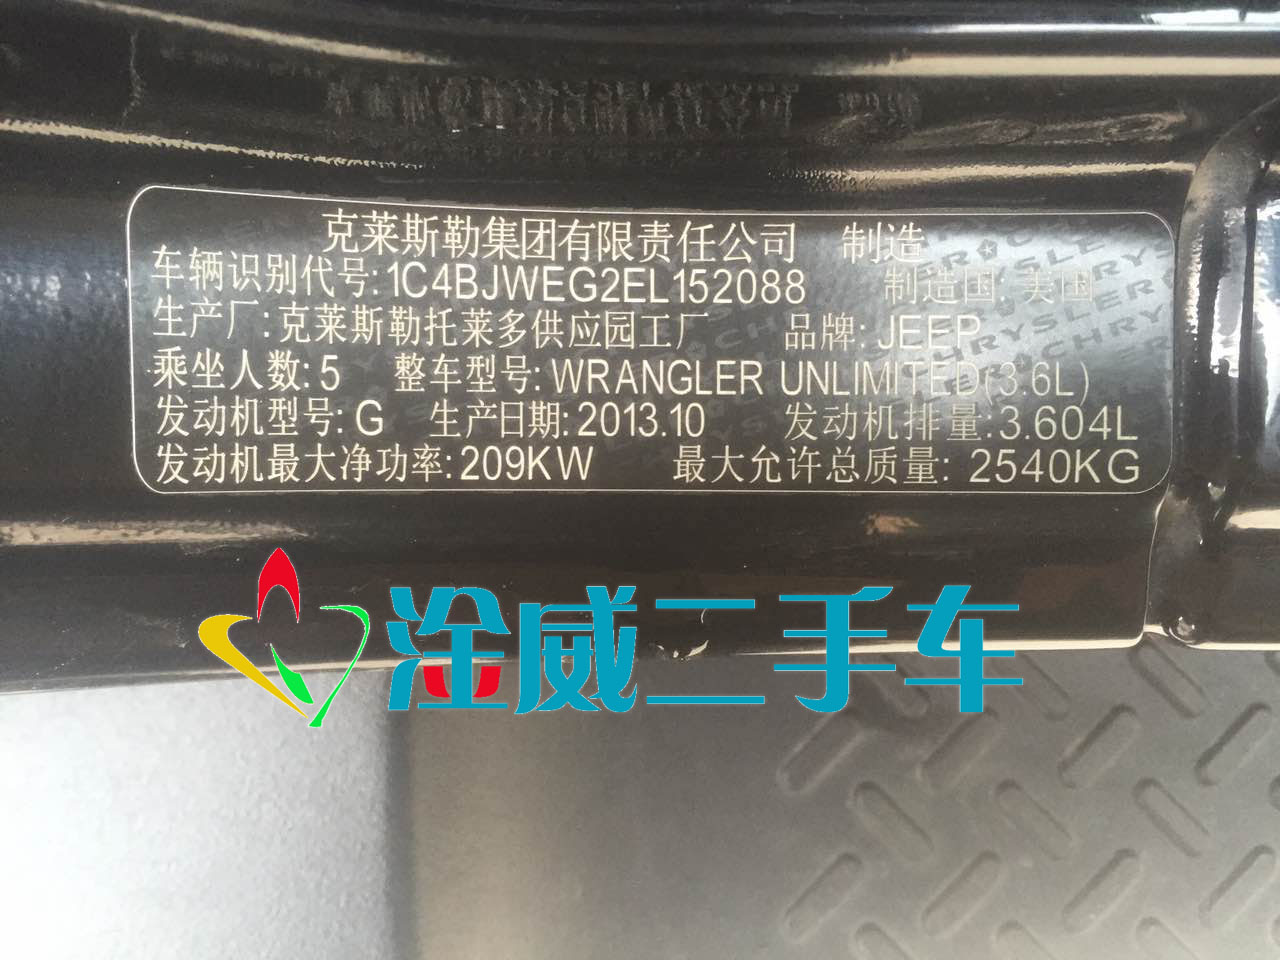 克莱斯勒集团有限责任公司 制造
车辆识别代号:1C4BJWEG2EL152088 制造国: 美国
生产厂:克莱斯勒托莱多供应园工厂 品牌: JEEP
乘坐人数:5 整车型号:WRANGLER UNLIMITED(3.6L)
发动机型号:G 生产日期:2013.10 发动机排量:3.604L
发动机最大净功率:209KW 最大允许总质量: 2540KG
淦威二手车